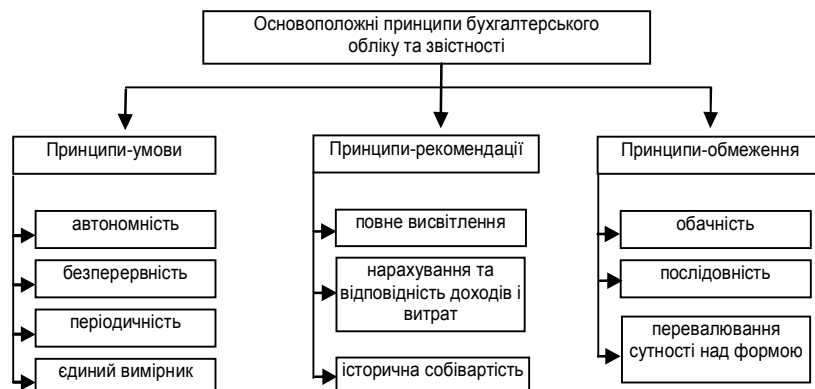 Основоположні принципи бухгалтерського
обліку та звістності
Принципи-умови
автономність
безперервність
періодичність
єдиний вимірник
Принципи-рекомендації
повне висвітлення
нарахування та
відповідність доходів і
витрат
історична собівартість
Принципи-обмеження
обачність
послідовність
перевалювання
сутності над формою